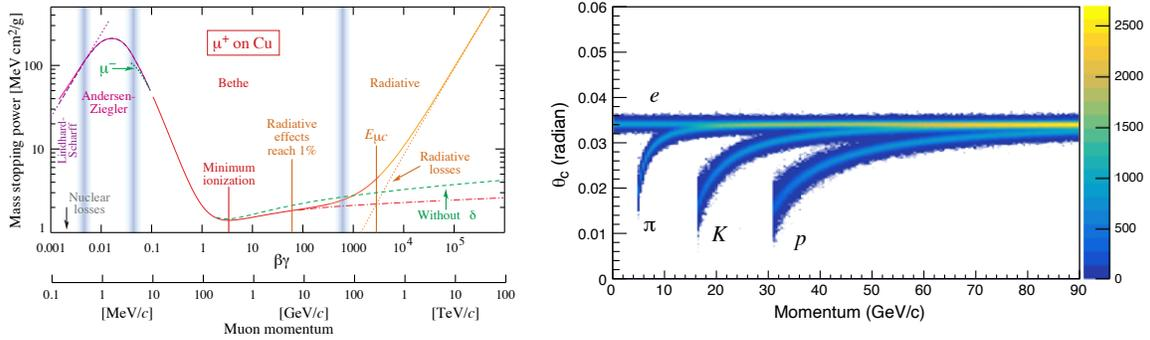 Mass stopping power [MeV cm²/g]
100
10
1
μ⁺ on Cu
μ⁻
Andersen-
Ziegler
Lindhard-
Scharff
Bethe
Radiative
Radiative
effects
reach 1%
Eμc
Minimum
ionization
Radiative
losses
Nuclear
losses
Without δ
0.001 0.01 0.1 1 10 100 1000 10⁴ 10⁵
βγ
0.1 1 10 100 1 10 100 1 10 100
[MeV/c] [GeV/c] [TeV/c]
Muon momentum
θc (radian)
0.06
0.05
0.04
0.03
0.02
0.01
0
e
π
K
p
0 10 20 30 40 50 60 70 80 90
Momentum (GeV/c)
2500
2000
1500
1000
500
0